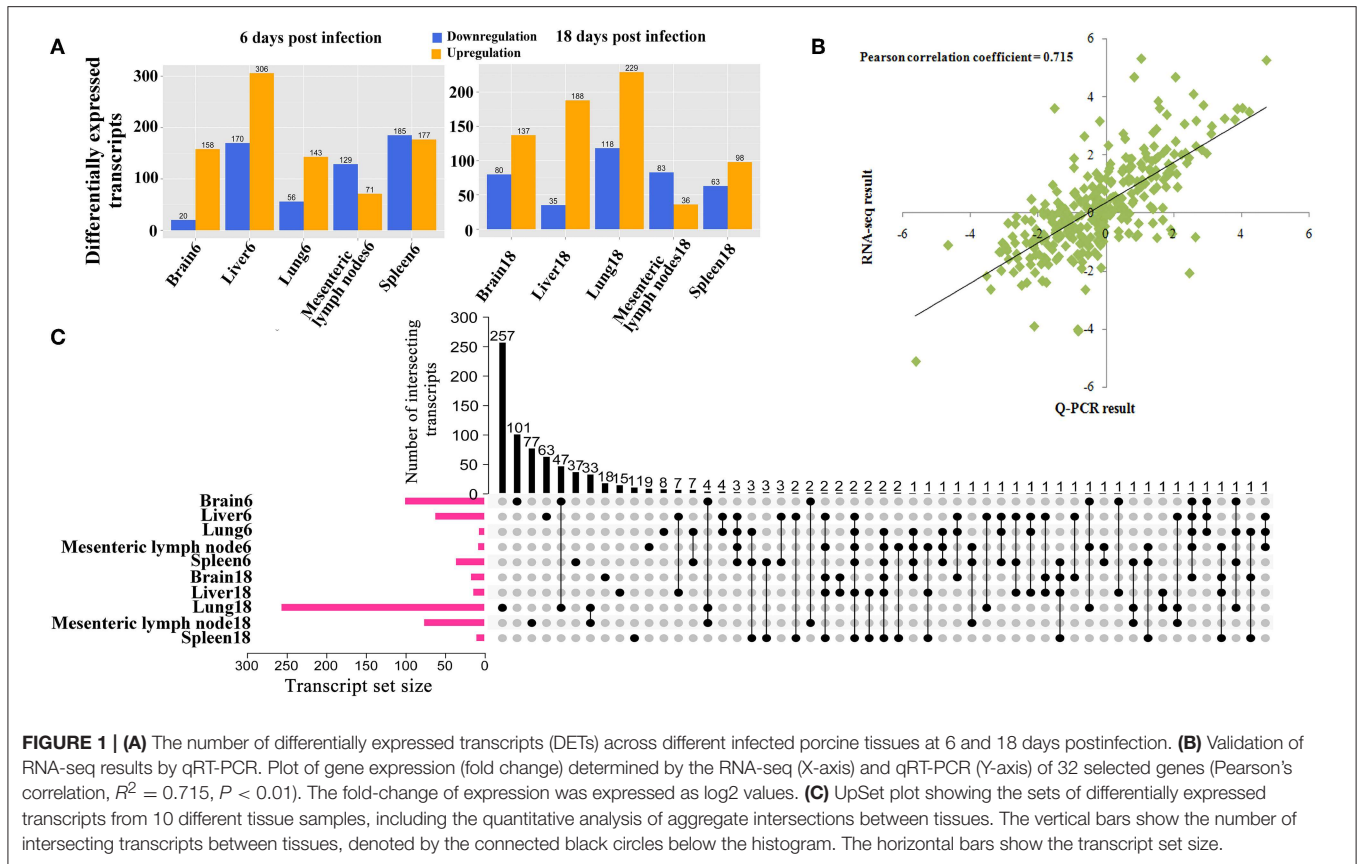 A
6 days post infection
18 days post infection
Downregulation
Upregulation
Differentially expressed
transcripts
300
200
100
0
20
158
170
306
56
143
129
71
185
177
Brain6
Liver6
Lung6
Mesenteric
lymph nodes6
Spleen6
200
150
100
50
0
80
137
35
188
118
229
83
36
63
98
Brain18
Liver18
Lung18
Mesenteric
lymph nodes18
Spleen18
B
Pearson correlation coefficient = 0.715
RNA-seq result
6
4
2
0
-2
-4
-6
-6 -4 -2 0 2 4 6
Q-PCR result
C
Number of intersecting
transcripts
300
250
200
150
100
50
0
257 101 77 63 47 37 33 18 15 11 9 8 7 7 4 4 3 3 3 3 2 2 2 2 2 2 2 2 1 1 1 1 1 1 1 1 1 1 1 1 1 1 1 1 1 1 1 1 1 1 1 1 1
Brain6
Liver6
Lung6
Mesenteric lymph node6
Spleen6
Brain18
Liver18
Lung18
Mesenteric lymph node18
Spleen18
300 250 200 150 100 50 0
Transcript set size
FIGURE 1 | (A) The number of differentially expressed transcripts (DETs) across different infected porcine tissues at 6 and 18 days postinfection. (B) Validation of
RNA-seq results by qRT-PCR. Plot of gene expression (fold change) determined by the RNA-seq (X-axis) and qRT-PCR (Y-axis) of 32 selected genes (Pearson's
correlation, R² = 0.715, P < 0.01). The fold-change of expression was expressed as log2 values. (C) UpSet plot showing the sets of differentially expressed
transcripts from 10 different tissue samples, including the quantitative analysis of aggregate intersections between tissues. The vertical bars show the number of
intersecting transcripts between tissues, denoted by the connected black circles below the histogram. The horizontal bars show the transcript set size.